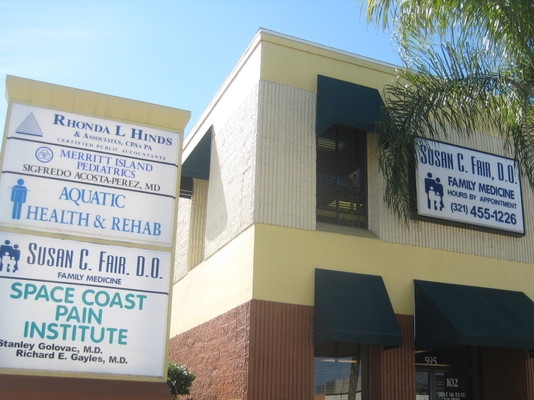 RHONDA L HINDS
& ASSOCIATES, CPA'S PA
CERTIFIED PUBLIC ACCOUNTANTS
MERRITT ISLAND
PEDIATRICS
SIGFREDO ACOSTA-PEREZ, MD
AQUATIC
HEALTH & REHAB
SUSAN C. FAIR, D.O.
FAMILY MEDICINE
SPACE COAST
PAIN
INSTITUTE
Stanley Golovac, M.D.
Richard E. Gayles, M.D.
SUSAN C. FAIR, D.O.
FAMILY MEDICINE
HOURS BY APPOINTMENT
(321) 455-1226
595
102